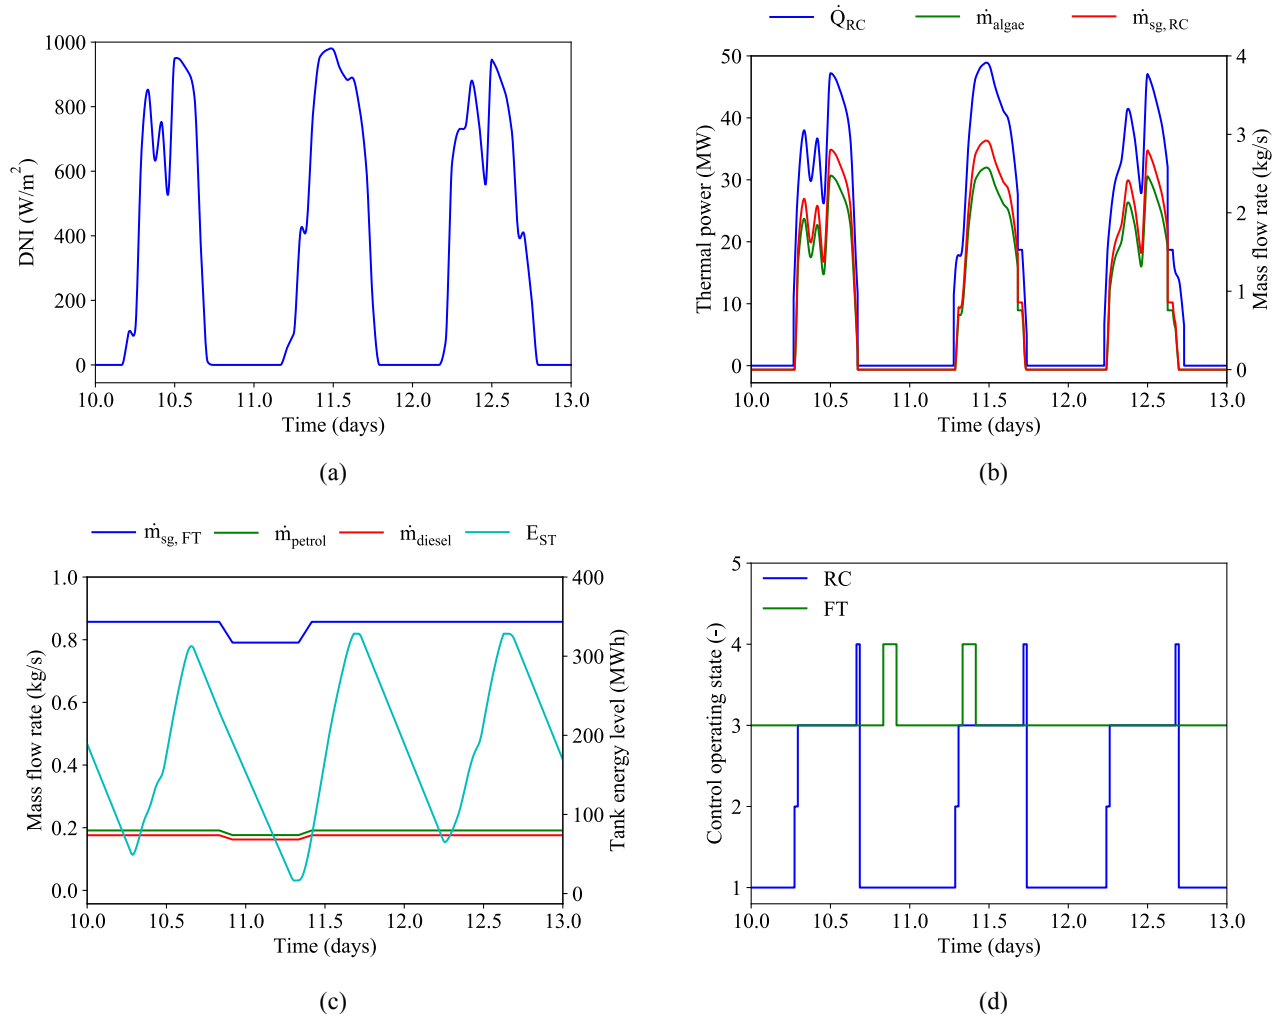 1000
800
600
400
200
0
DNI (W/m²)
10.0 10.5 11.0 11.5 12.0 12.5 13.0
Time (days)
(a)
Q̇RC ṁalgae ṁsg, RC
50
40
30
20
10
0
Thermal power (MW)
4
3
2
1
0
Mass flow rate (kg/s)
10.0 10.5 11.0 11.5 12.0 12.5 13.0
Time (days)
(b)
ṁsg, FT ṁpetrol ṁdiesel EST
1.0
0.8
0.6
0.4
0.2
0.0
Mass flow rate (kg/s)
400
300
200
100
0
Tank energy level (MWh)
10.0 10.5 11.0 11.5 12.0 12.5 13.0
Time (days)
(c)
RC
FT
5
4
3
2
1
Control operating state (-)
10.0 10.5 11.0 11.5 12.0 12.5 13.0
Time (days)
(d)